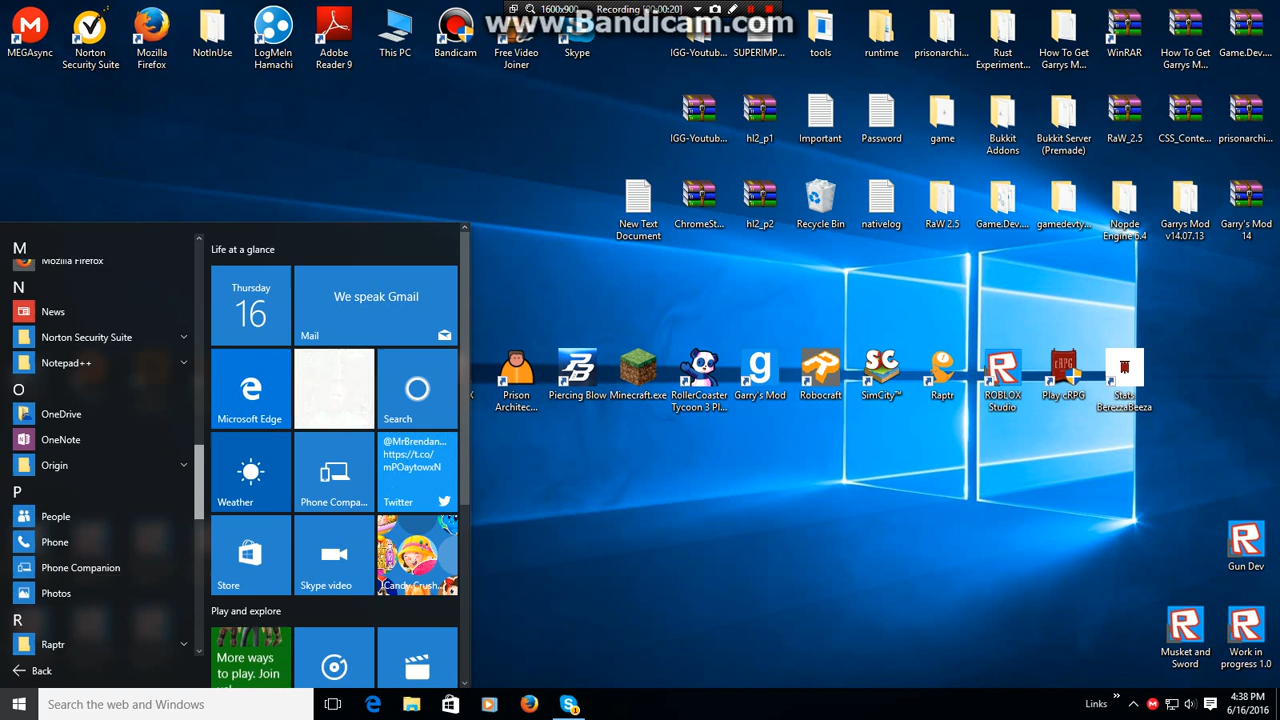 1600x900
Recording [00:00:20]
www.Bandicam.com
MEGAsync
Norton
Security Suite
Mozilla
Firefox
NotInUse
LogMeIn
Hamachi
Adobe
Reader 9
This PC
Bandicam
Free Video
Joiner
Skype
IGG-Youtub...
SUPERIMP...
tools
runtime
prisonarchi...
Rust
Experiment...
How To Get
Garrys M...
WinRAR
How To Get
Garrys M...
Game.Dev....
IGG-Youtub...
hl2_p1
Important
Password
game
Bukkit
Addons
Bukkit Server
(Premade)
RaW_2.5
CSS_Conte...
prisonarchi...
New Text
Document
ChromeSt...
hl2_p2
Recycle Bin
nativelog
RaW 2.5
Game.Dev....
gamedevty...
Nopde
Engine 6.4
Garrys Mod
v14.07.13
Garry's Mod
14
Prison
Architec...
Piercing Blow
Minecraft.exe
RollerCoaster
Tycoon 3 Pl...
Garry's Mod
Robocraft
SimCity™
Raptr
ROBLOX
Studio
Play cRPG
Stats
BerezzaBeeza
Gun Dev
Musket and
Sword
Work in
progress 1.0
M
Mozilla Firefox
N
News
Norton Security Suite
Notepad++
O
OneDrive
OneNote
Origin
P
People
Phone
Phone Companion
Photos
R
Raptr
Back
Life at a glance
Thursday
16
We speak Gmail
Mail
Microsoft Edge
Search
Weather
Phone Compa...
@MrBrendan...
https://t.co/
mPOaytowxN
Twitter
Store
Skype video
Candy Crush...
Play and explore
More ways
to play. Join
Search the web and Windows
Links
4:38 PM
6/16/2016